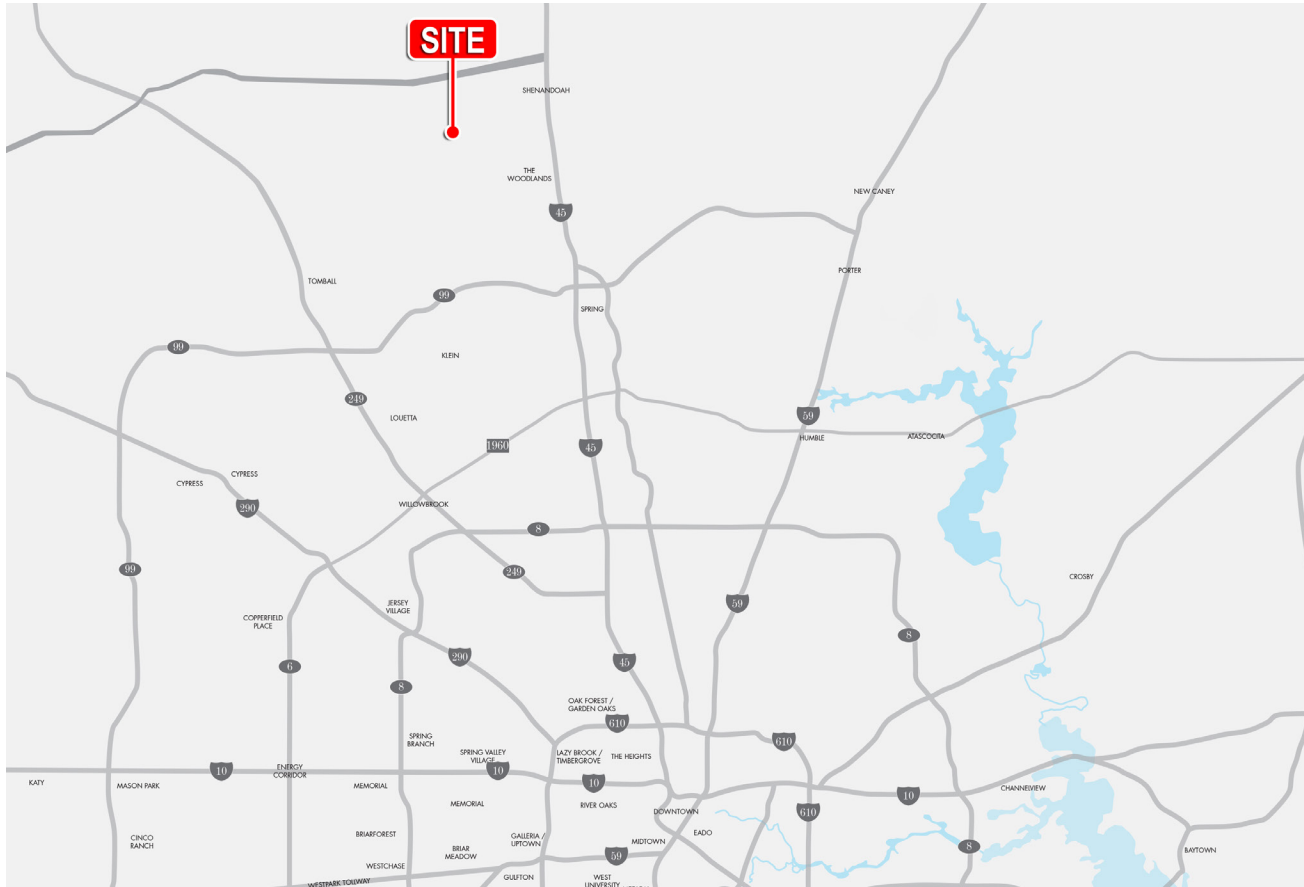 SITE
SHENANDOAH
THE
WOODLANDS
NEW CANEY
45
PORTER
TOMBALL
99
SPRING
99
KLEIN
249
LOUETTA
59
HUMBLE
ATASCOCITA
1960
45
CYPRESS
CYPRESS
290
WILLOWBROOK
8
99
249
CROSBY
JERSEY
VILLAGE
59
COPPERFIELD
PLACE
8
290
45
6
8
OAK FOREST /
GARDEN OAKS
610
SPRING
BRANCH
610
SPRING VALLEY
VILLAGE
LAZY BROOK /
TIMBERGROVE
THE HEIGHTS
10
ENERGY
CORRIDOR
10
10
KATY
MASON PARK
MEMORIAL
CHANNELVIEW
10
MEMORIAL
RIVER OAKS
DOWNTOWN
610
BRIARFOREST
GALLERIA /
UPTOWN
MIDTOWN
EADO
CINCO
RANCH
BRIAR
MEADOW
8
BAYTOWN
59
WESTCHASE
GULFTON
WEST
UNIVERSITY
WESTPARK TOLLWAY